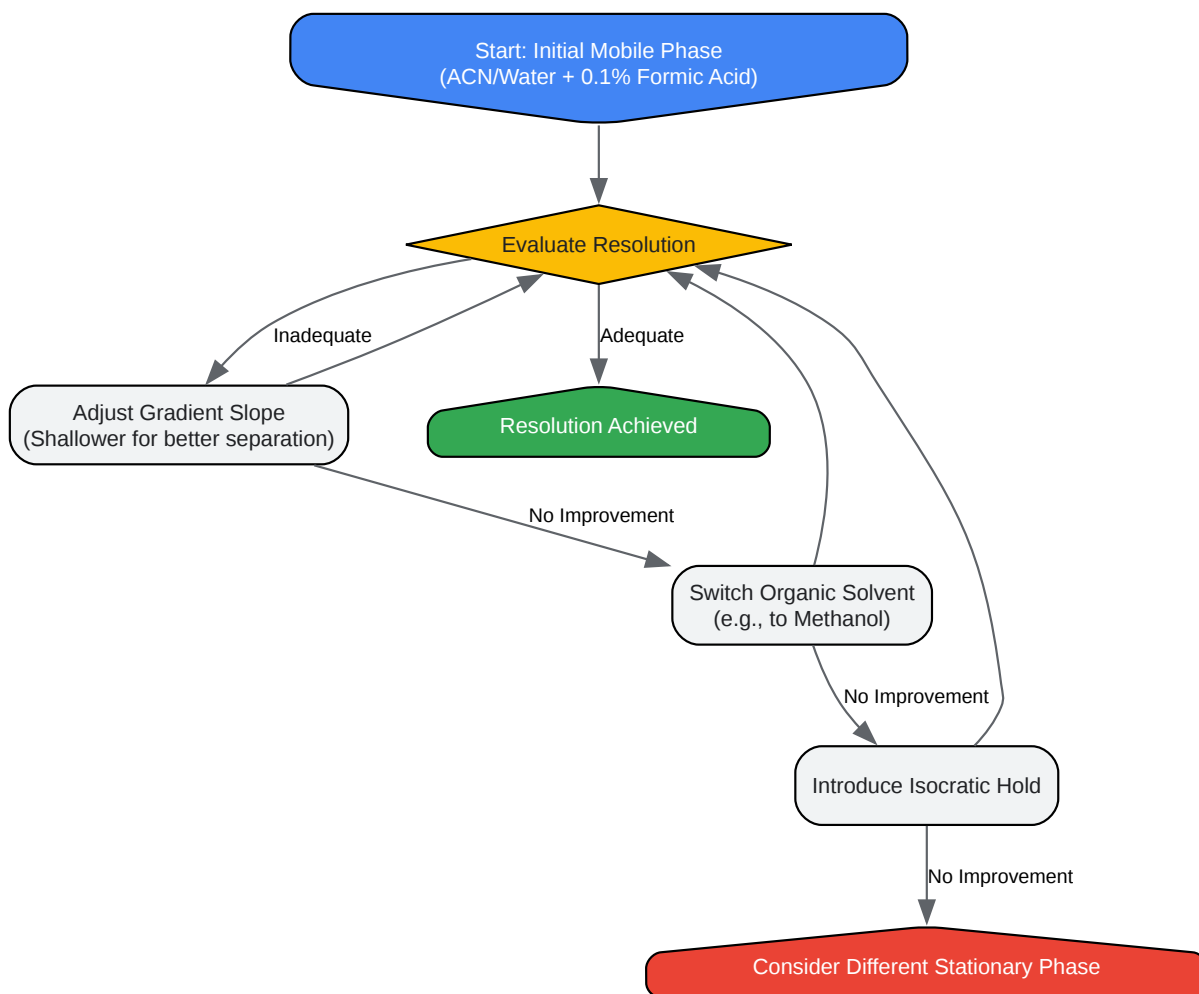 Start: Initial Mobile Phase
(ACN/Water + 0.1% Formic Acid)
Evaluate Resolution
Inadequate
Adequate
Adjust Gradient Slope
(Shallower for better separation)
Resolution Achieved
No Improvement
Switch Organic Solvent
(e.g., to Methanol)
No Improvement
Introduce Isocratic Hold
No Improvement
Consider Different Stationary Phase